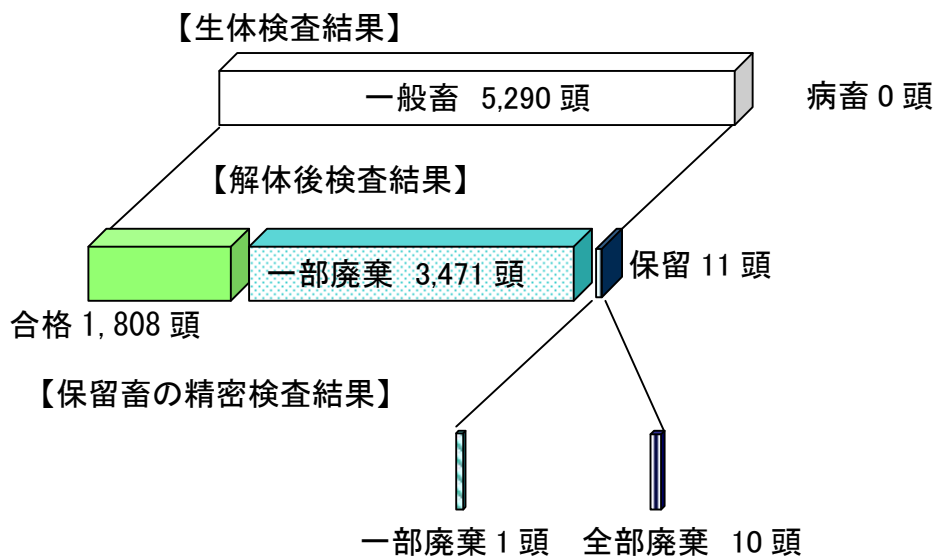 【生体検査結果】
一般畜 5,290 頭
病畜 0 頭
【解体後検査結果】
一部廃棄 3,471 頭
保留 11 頭
合格 1,808 頭
【保留畜の精密検査結果】
一部廃棄 1 頭
全部廃棄 10 頭